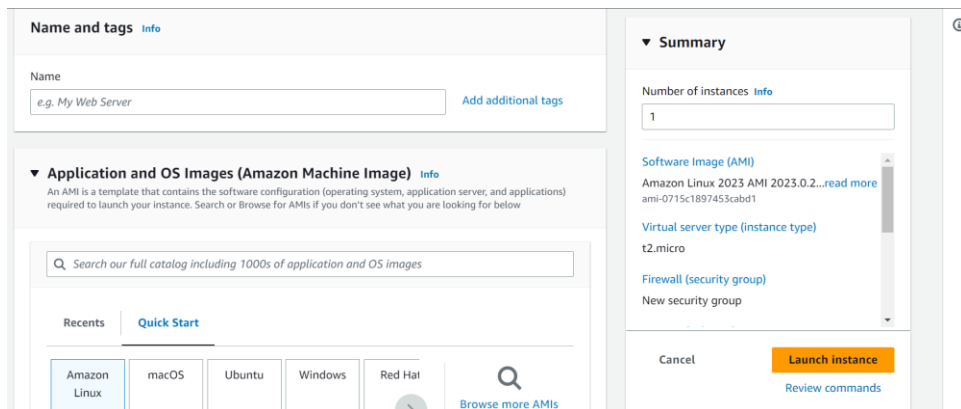 Name and tags Info
Name
e.g. My Web Server
Add additional tags
Application and OS Images (Amazon Machine Image) Info
An AMI is a template that contains the software configuration (operating system, application server, and applications)
required to launch your instance. Search or Browse for AMIs if you don't see what you are looking for below
Search our full catalog including 1000s of application and OS images
Recents
Quick Start
Amazon
Linux
macOS
Ubuntu
Windows
Red Hat
Browse more AMIs
Summary
Number of instances Info
1
Software Image (AMI)
Amazon Linux 2023 AMI 2023.0.2...read more
ami-0715c1897453cabd1
Virtual server type (instance type)
t2.micro
Firewall (security group)
New security group
Cancel
Launch instance
Review commands